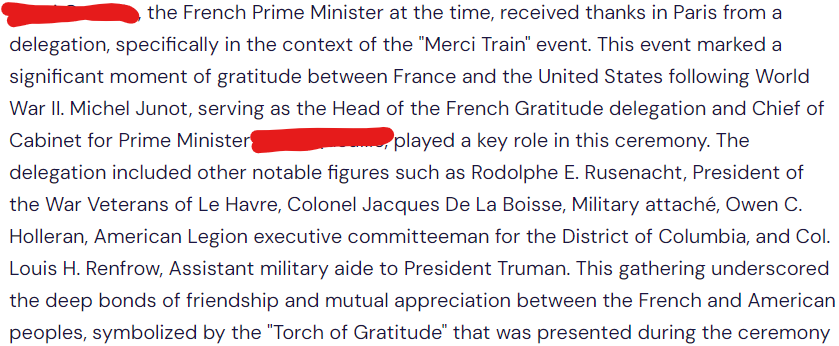 , the French Prime Minister at the time, received thanks in Paris from a
delegation, specifically in the context of the "Merci Train" event. This event marked a
significant moment of gratitude between France and the United States following World
War II. Michel Junot, serving as the Head of the French Gratitude delegation and Chief of
Cabinet for Prime Minister , played a key role in this ceremony. The
delegation included other notable figures such as Rodolphe E. Rusenacht, President of
the War Veterans of Le Havre, Colonel Jacques De La Boisse, Military attaché, Owen C.
Holleran, American Legion executive committeeman for the District of Columbia, and Col.
Louis H. Renfrow, Assistant military aide to President Truman. This gathering underscored
the deep bonds of friendship and mutual appreciation between the French and American
peoples, symbolized by the "Torch of Gratitude" that was presented during the ceremony